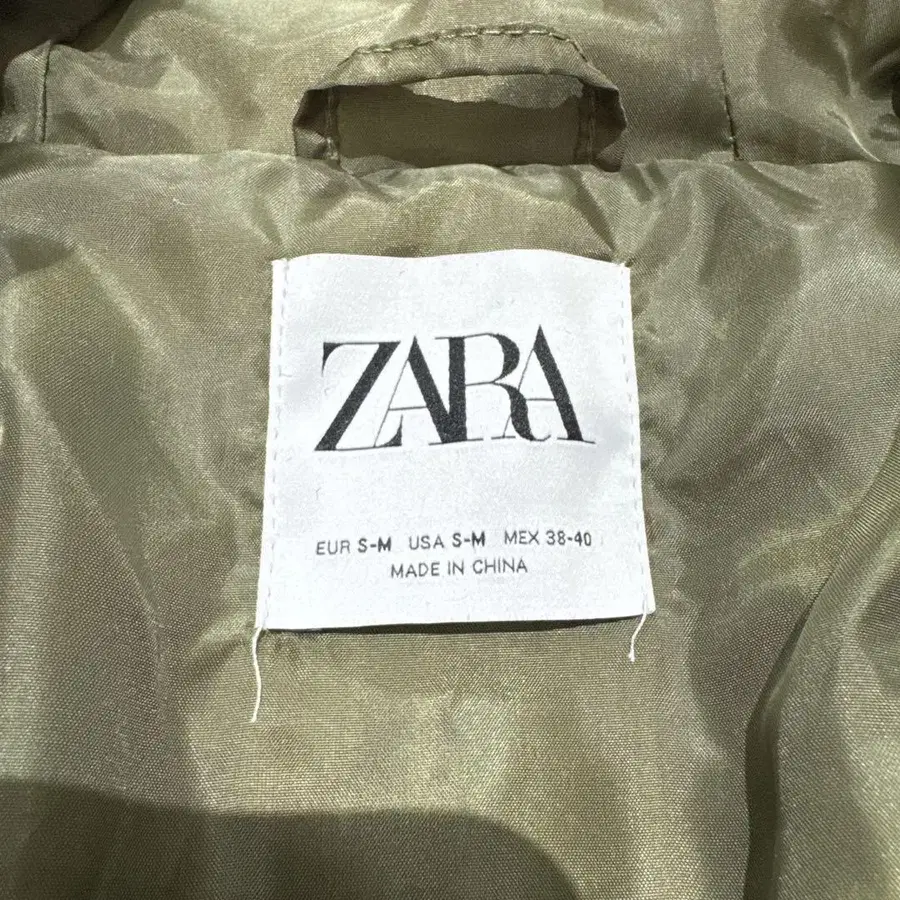 ZARA
EUR S-M USA S-M MEX 38-40
MADE IN CHINA